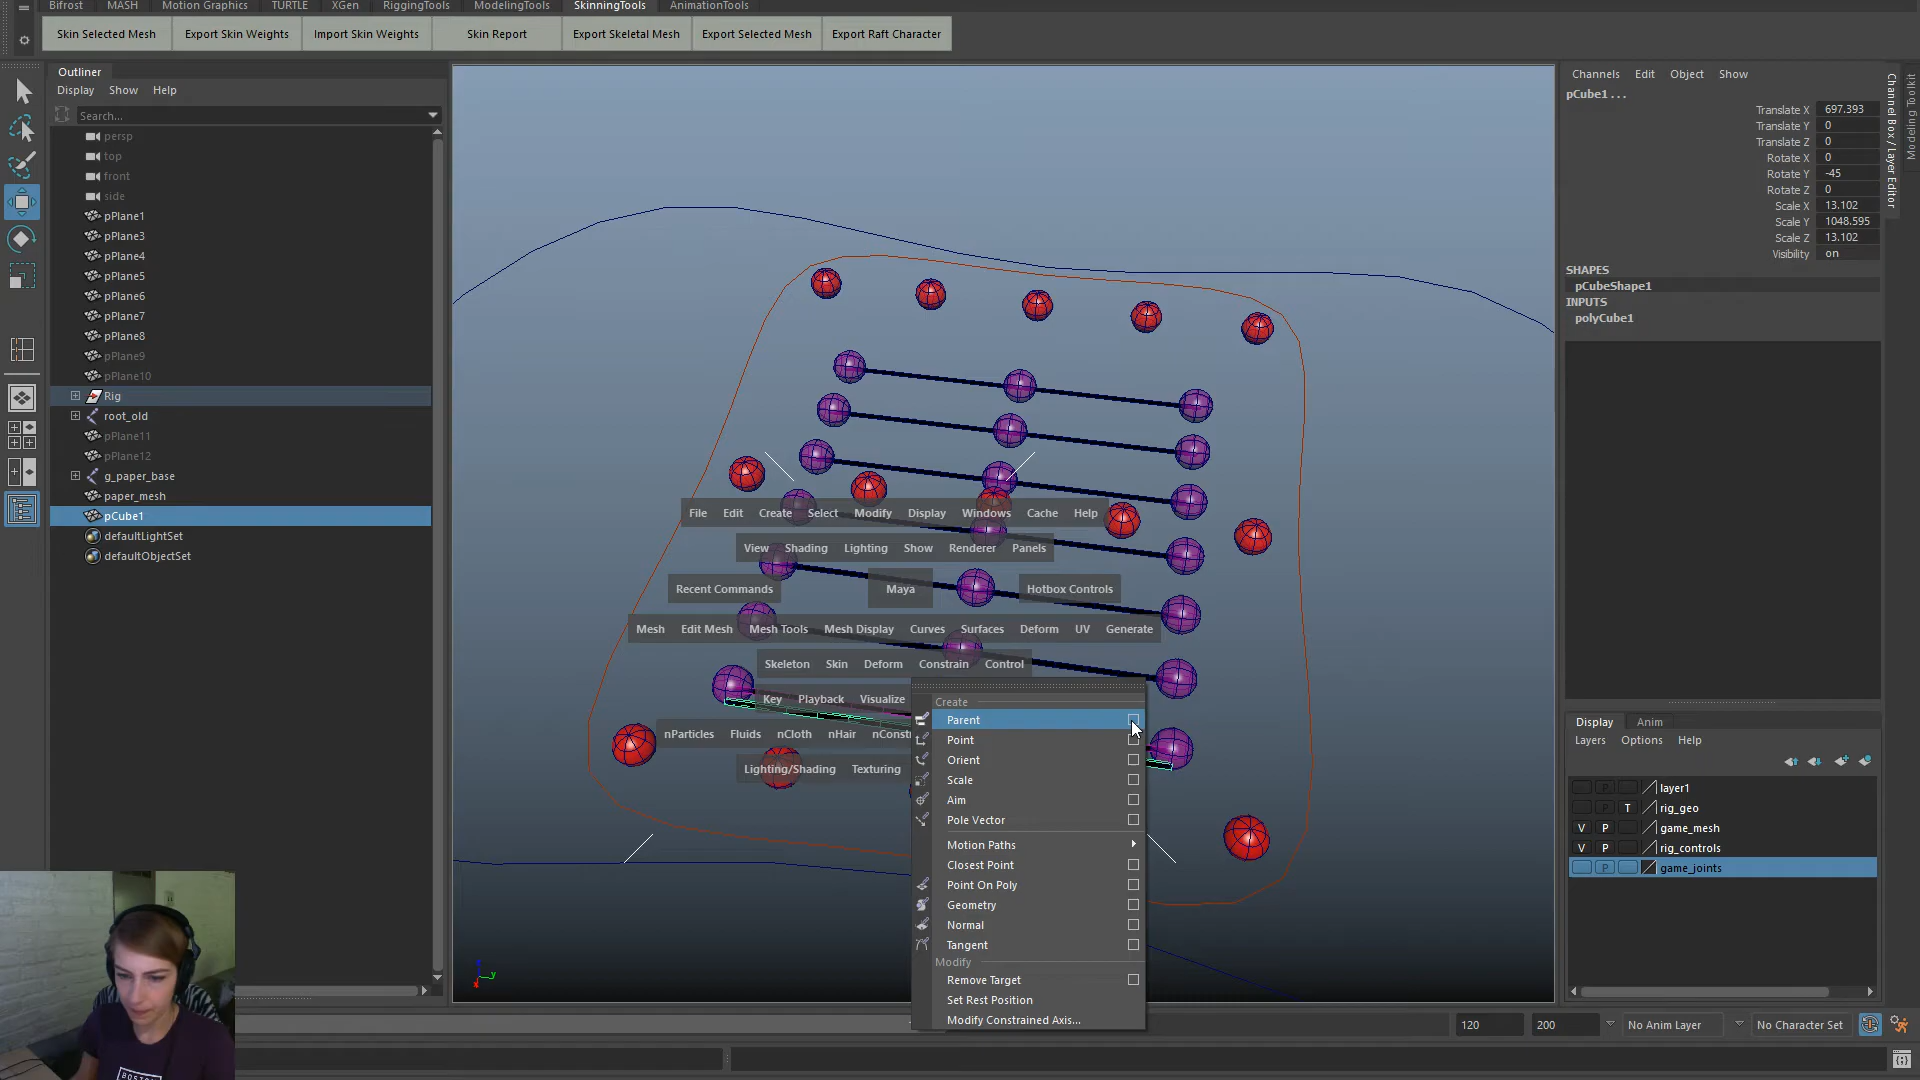 Bifrost MASH Motion Graphics TURTLE XGen RiggingTools ModelingTools SkinningTools AnimationTools
Skin Selected Mesh Export Skin Weights Import Skin Weights Skin Report Export Skeletal Mesh Export Selected Mesh Export Raft Character
Outliner
Display Show Help
Search...
persp
top
front
side
pPlane1
pPlane3
pPlane4
pPlane5
pPlane6
pPlane7
pPlane8
pPlane9
pPlane10
Rig
root_old
pPlane11
pPlane12
g_paper_base
paper_mesh
pCube1
defaultLightSet
defaultObjectSet
File Edit Create Select Modify Display Windows Cache Help
View Shading Lighting Show Renderer Panels
Recent Commands Maya Hotbox Controls
Mesh Edit Mesh Mesh Tools Mesh Display Curves Surfaces Deform UV Generate
Skeleton Skin Deform Constrain Control
Key Playback Visualize
nParticles Fluids nCloth nHair nConstr
Lighting/Shading Texturing
Create
Parent
Point
Orient
Scale
Aim
Pole Vector
Motion Paths
Closest Point
Point On Poly
Geometry
Normal
Tangent
Modify
Remove Target
Set Rest Position
Modify Constrained Axis...
y
x
Channels Edit Object Show
pCube1 . . .
Translate X 697.393
Translate Y 0
Translate Z 0
Rotate X 0
Rotate Y -45
Rotate Z 0
Scale X 13.102
Scale Y 1048.595
Scale Z 13.102
Visibility on
SHAPES
pCubeShape1
INPUTS
polyCube1
Channel Box / Layer Editor
Modeling Toolkit
Display Anim
Layers Options Help
P layer1
P T rig_geo
V P game_mesh
V P rig_controls
P game_joints
120 200 No Anim Layer No Character Set
BOSTON